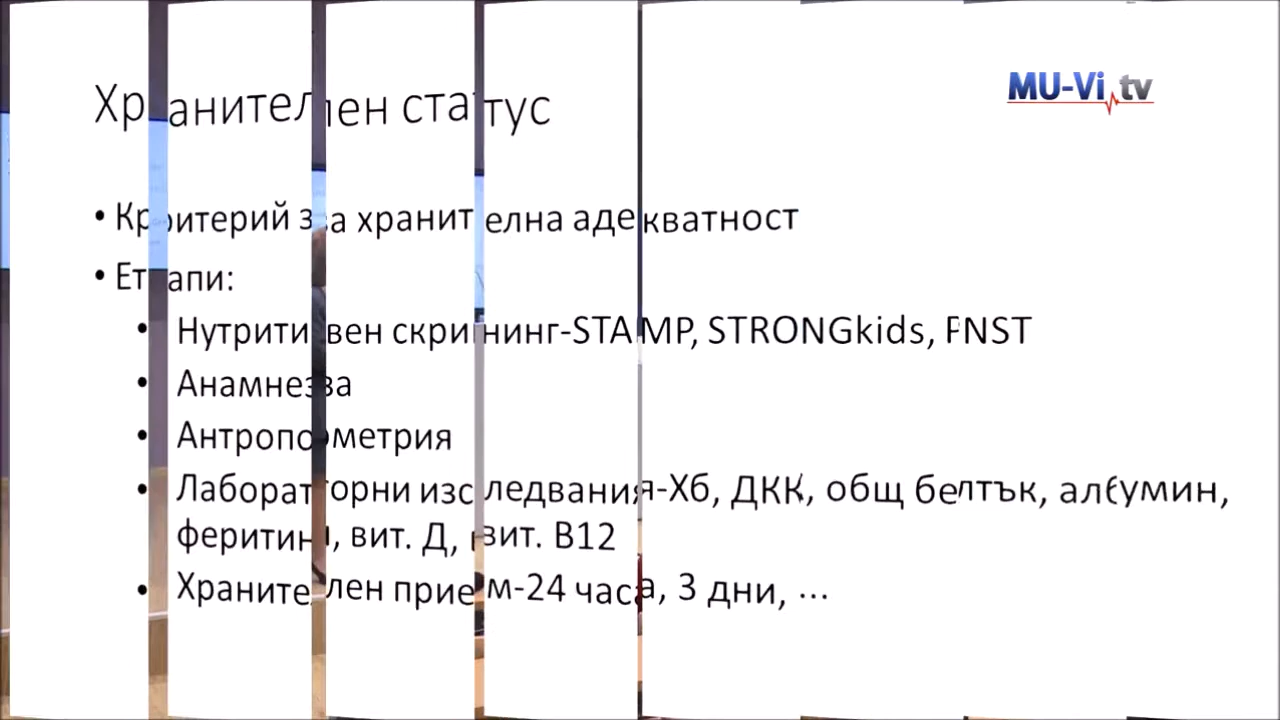 Хранителен статус
MU-Vi.tv
• Критерий за хранителна адекватност
• Етапи:
• Нутритивен скрининг-STAMP, STRONGkids, PNST
• Анамнеза
• Антропометрия
• Лабораторни изследвания-Хб, ДКК, общ белтък, албумин,
феритин, вит. Д, вит. В12
• Хранителен прием-24 часа, 3 дни, ...